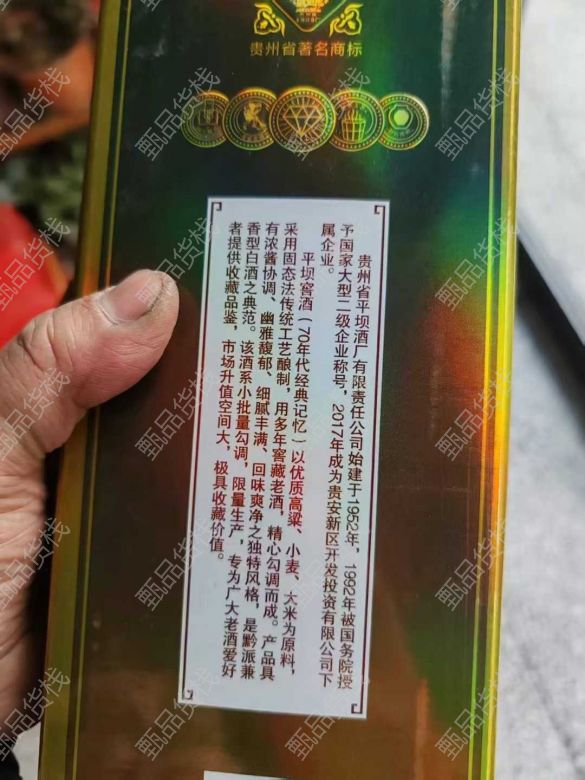 贵州省著名商标
贵州省平坝酒厂有限责任公司始建于1952年，1992年被国务院授
予国家大型二级企业称号，2017年成为贵安新区开发投资有限公司下
属企业。
平坝窖酒（70年代经典记忆）以优质高粱、小麦、大米为原料，
采用固态法传统工艺酿制，用多年窖藏老酒，精心勾调而成。产品具
有浓酱协调、幽雅馥郁、细腻丰满、回味爽净之独特风格，是黔派兼
香型白酒之典范。该酒系小批量勾调，限量生产，专为广大老酒爱好
者提供收藏品鉴，市场升值空间大，极具收藏价值。
甄品货栈